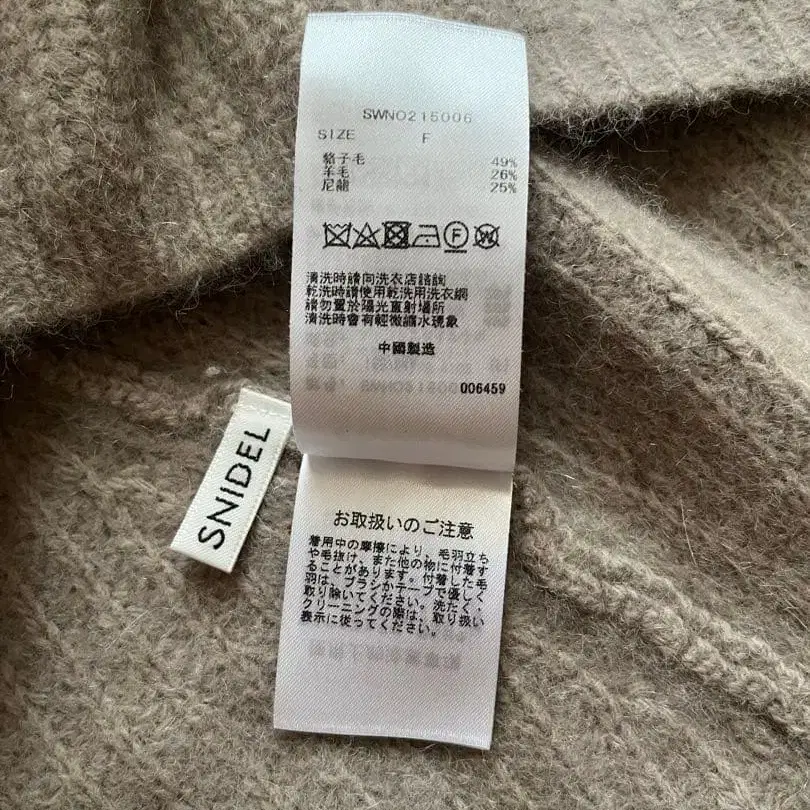 SWNO215006
SIZE F
貉子毛 49%
羊毛 26%
尼龍 25%
F W
清洗時請向洗衣店諮詢
乾洗時請使用乾洗用洗衣網
請勿置於陽光直射場所
清洗時會有輕微縮水現象
中國製造
006459
SNIDEL
お取扱いのご注意
着用中の摩擦により、毛羽立ち
や毛抜け、また他の物に付着す
ることがあります。付着した毛
羽は、ブラシかテープで優しく
取り除いてください。洗たく・
クリーニングの際は、取り扱い
表示に従ってください。